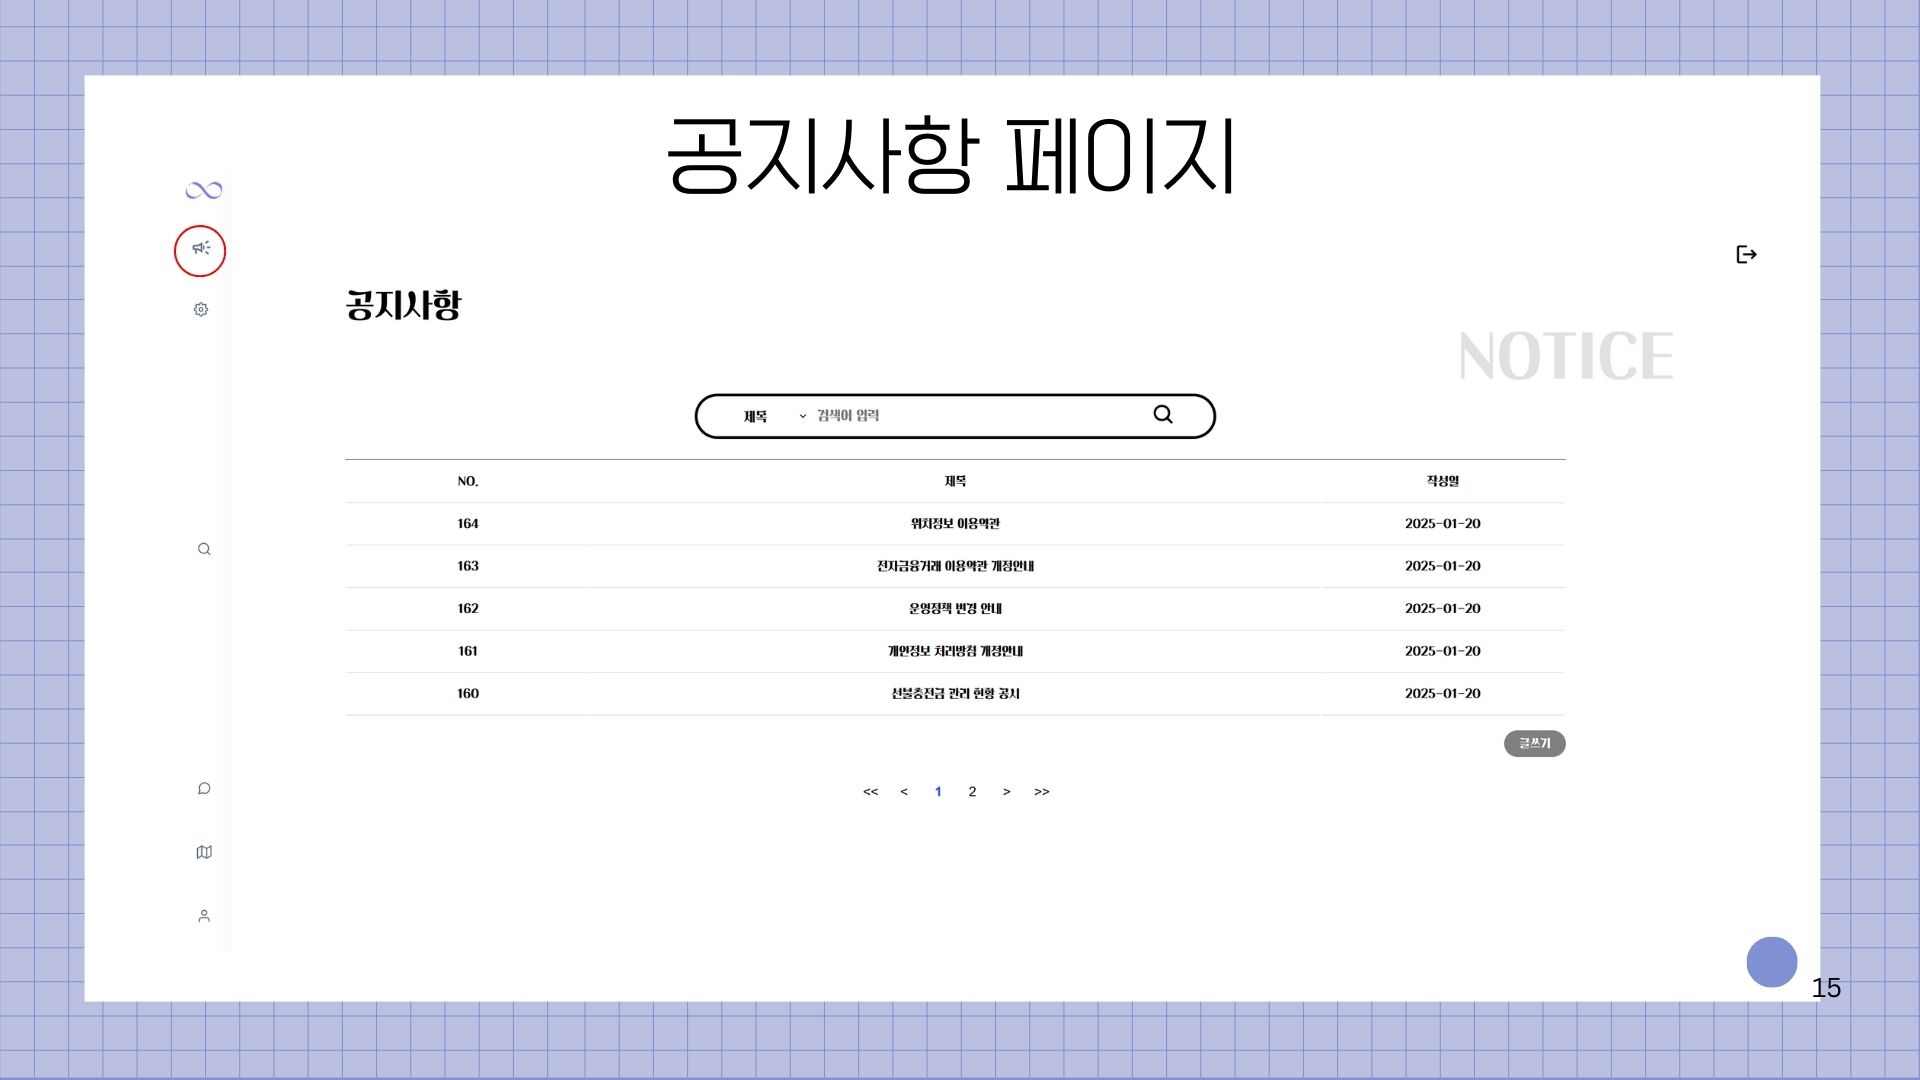 공지사항 페이지
공지사항
NOTICE
제목 검색어 입력
NO. 제목 작성일
164 위치정보 이용약관 2025-01-20
163 전자금융거래 이용약관 개정안내 2025-01-20
162 운영정책 변경 안내 2025-01-20
161 개인정보 처리방침 개정안내 2025-01-20
160 선불충전금 관리 현황 공시 2025-01-20
글쓰기
<< < 1 2 > >>
15